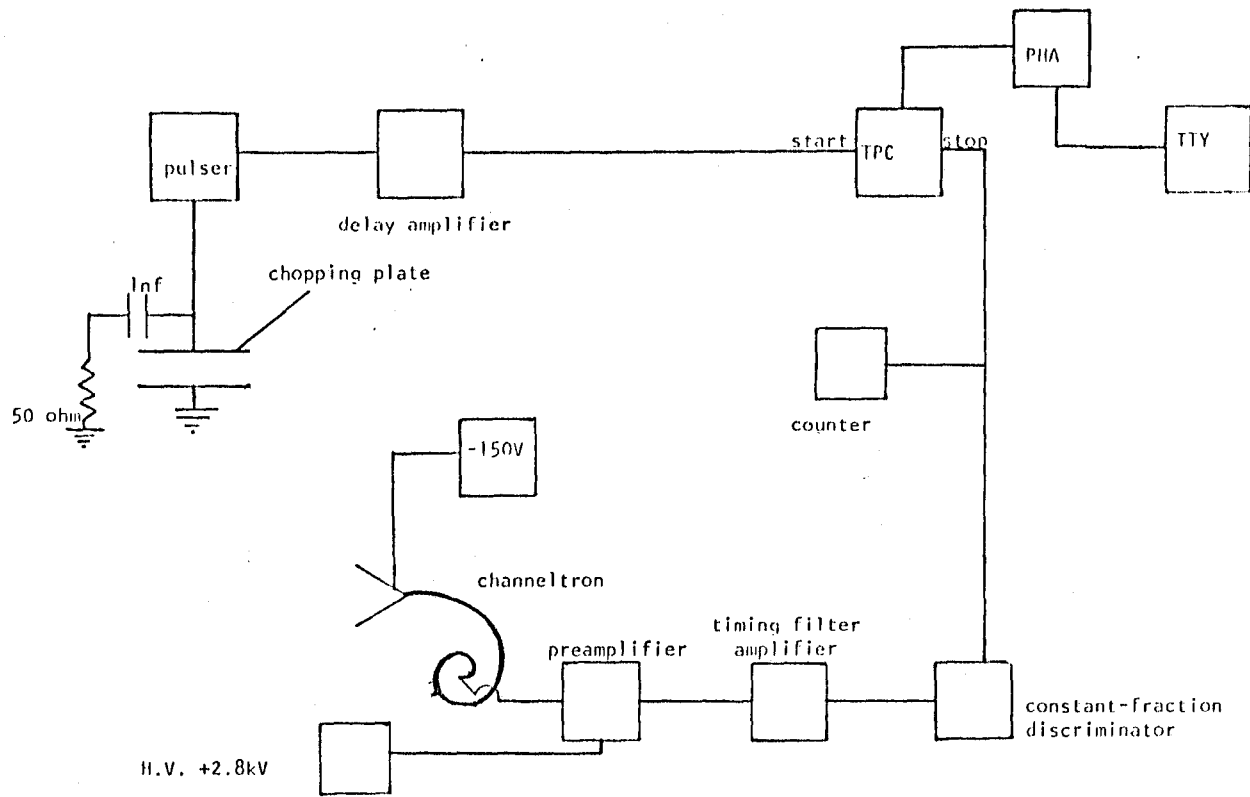 PHA
start TPC stop
TTY
pulser
delay amplifier
chopping plate
1nf
50 ohm
counter
-150V
channeltron
timing filter
amplifier
preamplifier
constant-fraction
discriminator
H.V. +2.8kV